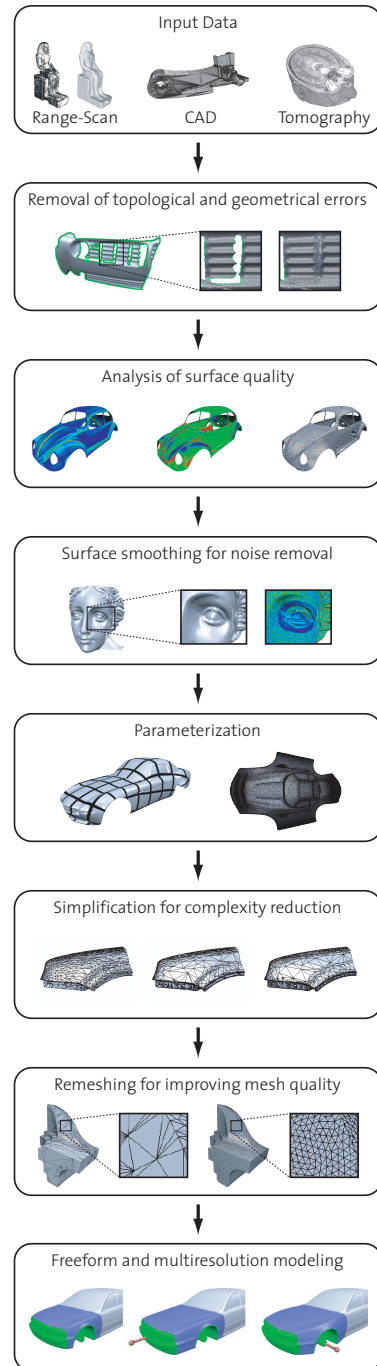 Input Data
Range-Scan CAD Tomography
Removal of topological and geometrical errors
Analysis of surface quality
Surface smoothing for noise removal
Parameterization
Simplification for complexity reduction
Remeshing for improving mesh quality
Freeform and multiresolution modeling